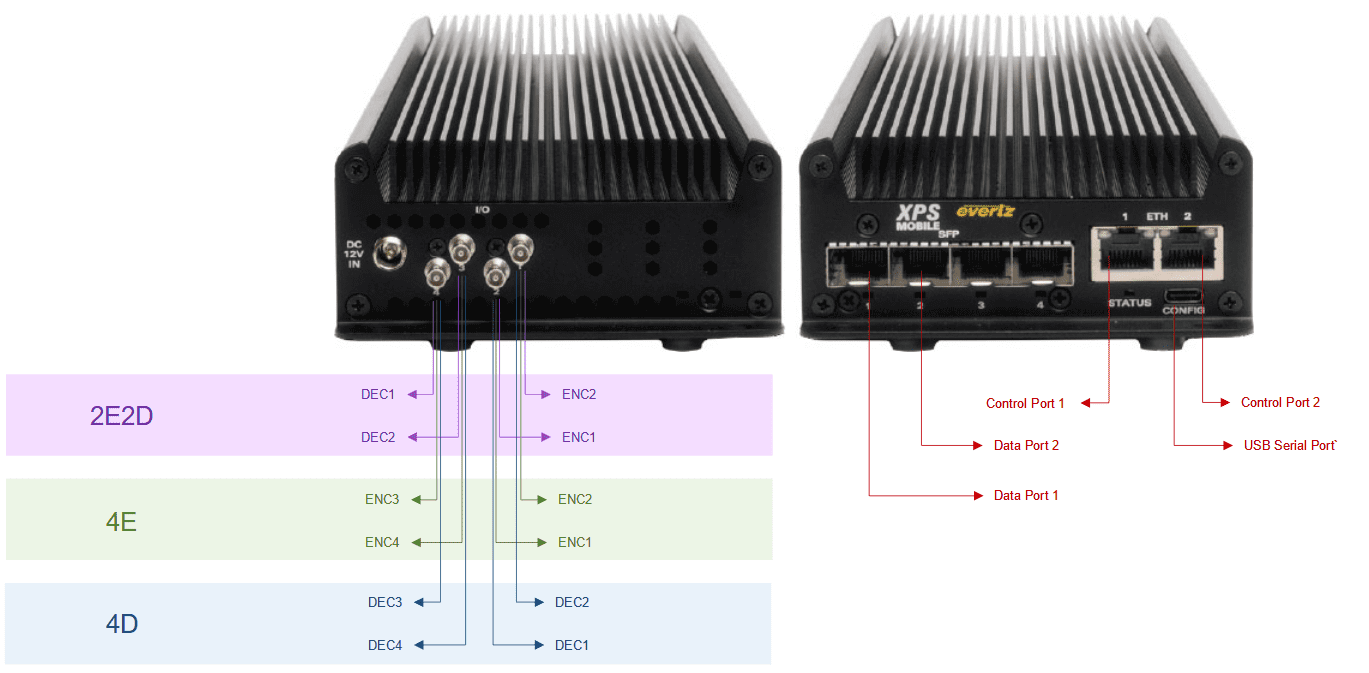 I/O
DC
12V
IN
3
4
2
XPS
MOBILE
evertz
SFP
1 ETH 2
1 2 3 4
STATUS
CONFIG
2E2D
DEC1
ENC2
DEC2
ENC1
4E
ENC3
ENC2
ENC4
ENC1
4D
DEC3
DEC2
DEC4
DEC1
Control Port 1
Control Port 2
Data Port 2
USB Serial Port`
Data Port 1